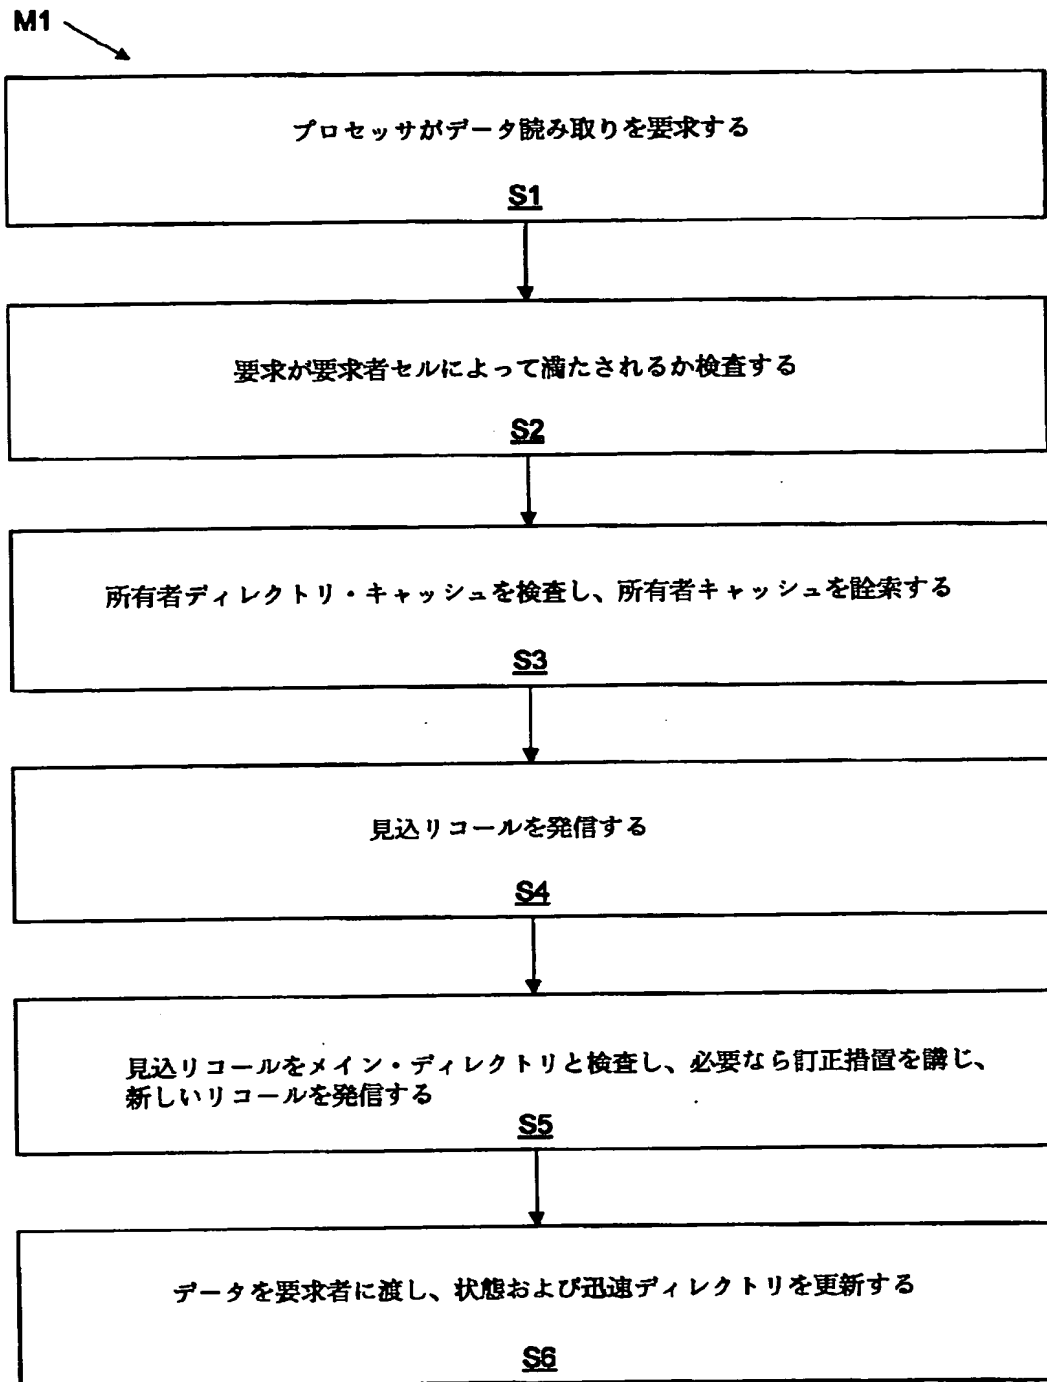 M1
プロセッサがデータ読み取りを要求する
S1
要求が要求者セルによって満たされるか検査する
S2
所有者ディレクトリ・キャッシュを検査し、所有者キャッシュを詮索する
S3
見込リコールを発信する
S4
見込リコールをメイン・ディレクトリと検査し、必要なら訂正措置を講じ、
新しいリコールを発信する
S5
データを要求者に渡し、状態および迅速ディレクトリを更新する
S6